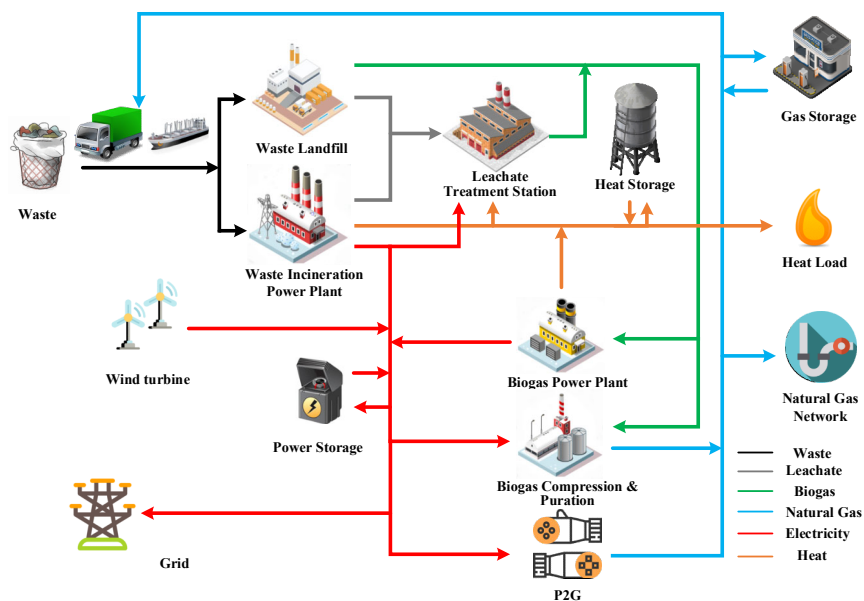 Waste
Waste Landfill
Leachate
Treatment Station
Heat Storage
Gas Storage
Waste Incineration
Power Plant
Heat Load
Wind turbine
Power Storage
Biogas Power Plant
Natural Gas
Network
Biogas Compression &
Puration
Grid
P2G
Waste
Leachate
Biogas
Natural Gas
Electricity
Heat